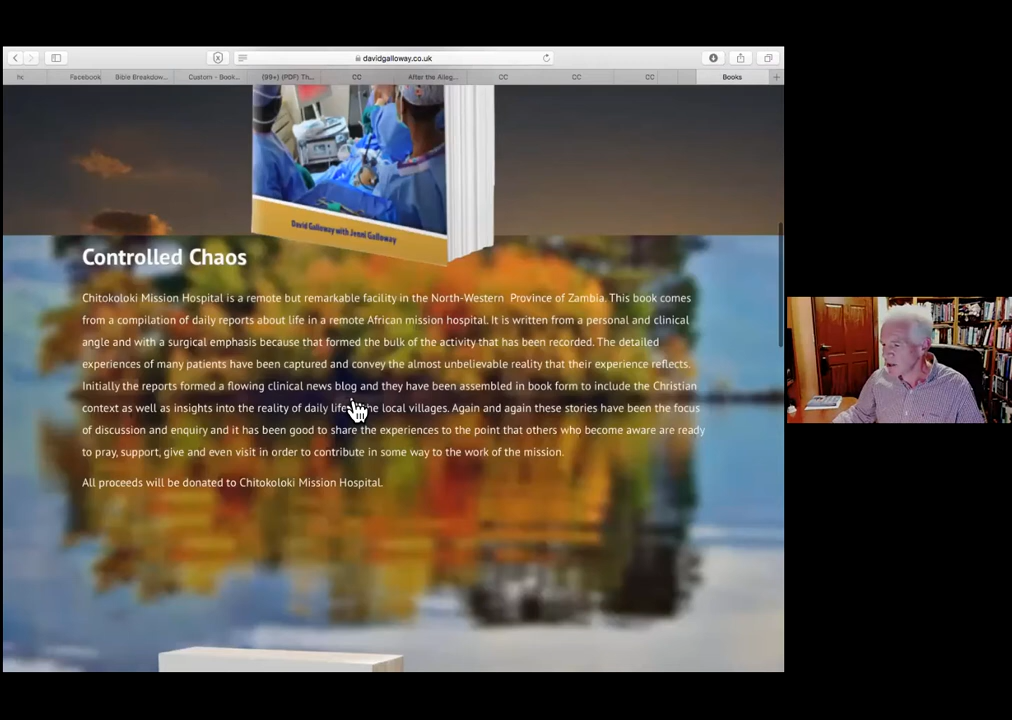 davidgalloway.co.uk
hc
Facebook
Bible Breakdow...
Custom - Book...
(99+) (PDF) Th...
CC
After the Alleg...
CC
CC
CC
Books
David Galloway with Jenni Galloway
Controlled Chaos
Chitokoloki Mission Hospital is a remote but remarkable facility in the North-Western Province of Zambia. This book comes
from a compilation of daily reports about life in a remote African mission hospital. It is written from a personal and clinical
angle and with a surgical emphasis because that formed the bulk of the activity that has been recorded. The detailed
experiences of many patients have been captured and convey the almost unbelievable reality that their experience reflects.
Initially the reports formed a flowing clinical news blog and they have been assembled in book form to include the Christian
context as well as insights into the reality of daily life the local villages. Again and again these stories have been the focus
of discussion and enquiry and it has been good to share the experiences to the point that others who become aware are ready
to pray, support, give and even visit in order to contribute in some way to the work of the mission.
All proceeds will be donated to Chitokoloki Mission Hospital.